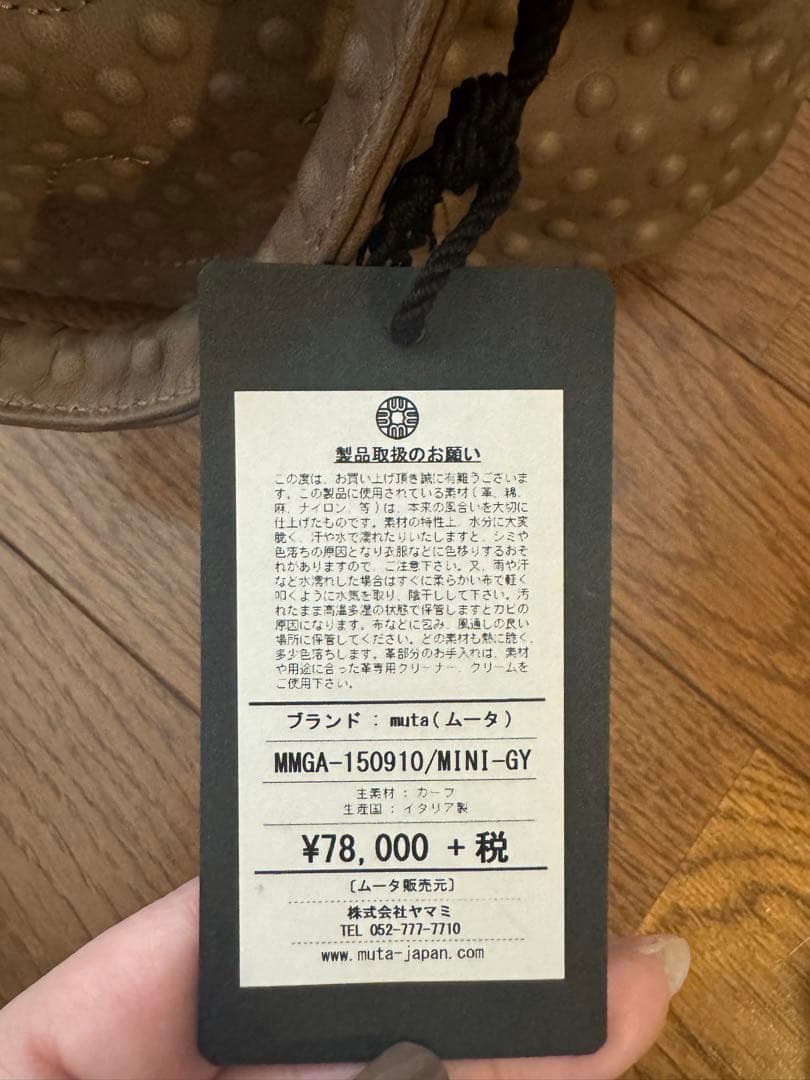 製品取扱のお願い
この度は、お買い上げ頂き誠に有難うございま
す。この製品に使用されている素材(革、綿、
麻、ナイロン、等)は、本来の風合いを大切に
仕上げたものです。素材の特性上、水分に大変
脆く、汗や水で濡れたりいたしますと、シミや
色落ちの原因となり衣服などに色移りするおそ
れがありますので、ご注意下さい。又、雨や汗
など水濡れした場合はすぐに柔らかい布で軽く
叩くように水気を取り、陰干しして下さい。汚
れたまま高温多湿の状態で保管しますとカビの
原因になります。布などに包み、風通しの良い
場所に保管してください。どの素材も熱に脆く、
多少色落ちします。革部分のお手入れは、素材
や用途に合った革専用クリーナー、クリームを
ご使用下さい。
ブランド : muta(ムータ)
MMGA-150910/MINI-GY
主素材 : カーフ
生産国 : イタリア製
¥78,000 +税
[ムータ販売元]
株式会社ヤマミ
TEL 052-777-7710
www.muta-japan.com